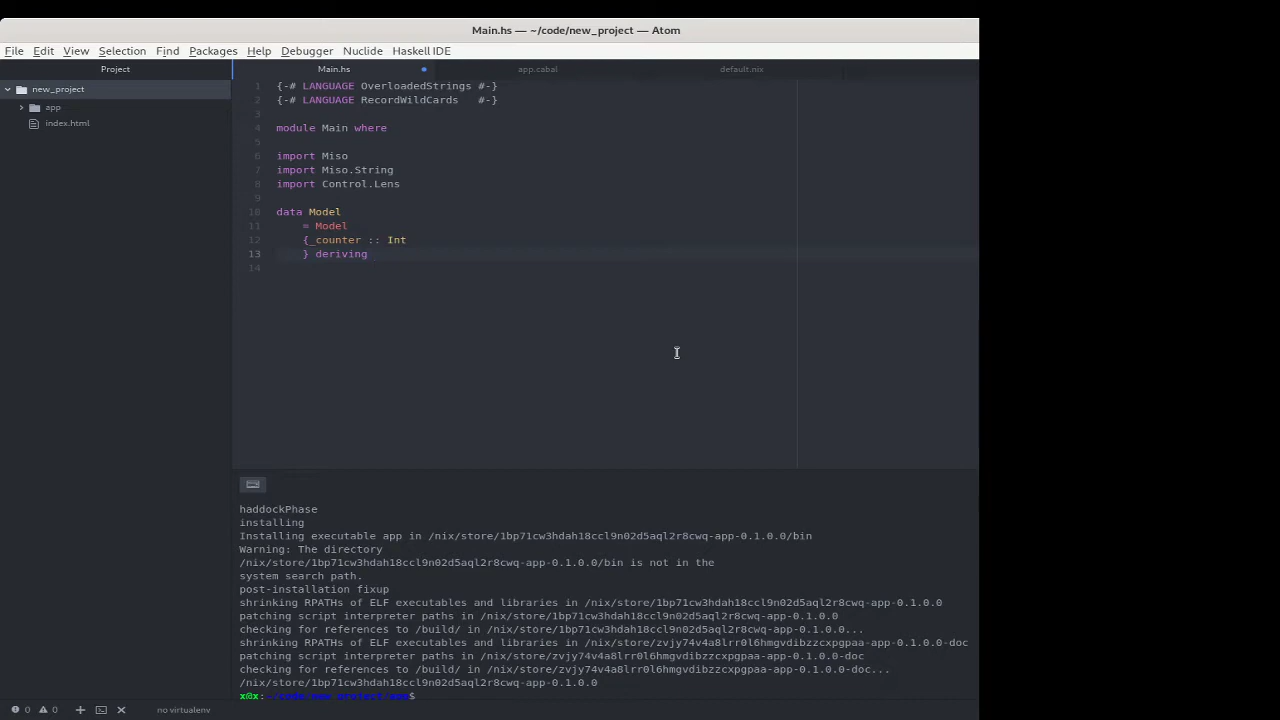 Main.hs — ~/code/new_project — Atom
File Edit View Selection Find Packages Help Debugger Nuclide Haskell IDE
Project
Main.hs
app.cabal
default.nix
new_project
app
index.html
1 {-# LANGUAGE OverloadedStrings #-}
2 {-# LANGUAGE RecordWildCards   #-}
3
4 module Main where
5
6 import Miso
7 import Miso.String
8 import Control.Lens
9
10 data Model
11     = Model
12     {_counter :: Int
13     } deriving
14
haddockPhase
installing
Installing executable app in /nix/store/1bp71cw3hdah18ccl9n02d5aql2r8cwq-app-0.1.0.0/bin
Warning: The directory
/nix/store/1bp71cw3hdah18ccl9n02d5aql2r8cwq-app-0.1.0.0/bin is not in the
system search path.
post-installation fixup
shrinking RPATHs of ELF executables and libraries in /nix/store/1bp71cw3hdah18ccl9n02d5aql2r8cwq-app-0.1.0.0
patching script interpreter paths in /nix/store/1bp71cw3hdah18ccl9n02d5aql2r8cwq-app-0.1.0.0
checking for references to /build/ in /nix/store/1bp71cw3hdah18ccl9n02d5aql2r8cwq-app-0.1.0.0...
shrinking RPATHs of ELF executables and libraries in /nix/store/zvjy74v4a8lrr0l6hmgvdibzzcxpgpaa-app-0.1.0.0-doc
patching script interpreter paths in /nix/store/zvjy74v4a8lrr0l6hmgvdibzzcxpgpaa-app-0.1.0.0-doc
checking for references to /build/ in /nix/store/zvjy74v4a8lrr0l6hmgvdibzzcxpgpaa-app-0.1.0.0-doc...
/nix/store/1bp71cw3hdah18ccl9n02d5aql2r8cwq-app-0.1.0.0
x@x:~/code/new_project/app$
0 0 no virtualenv